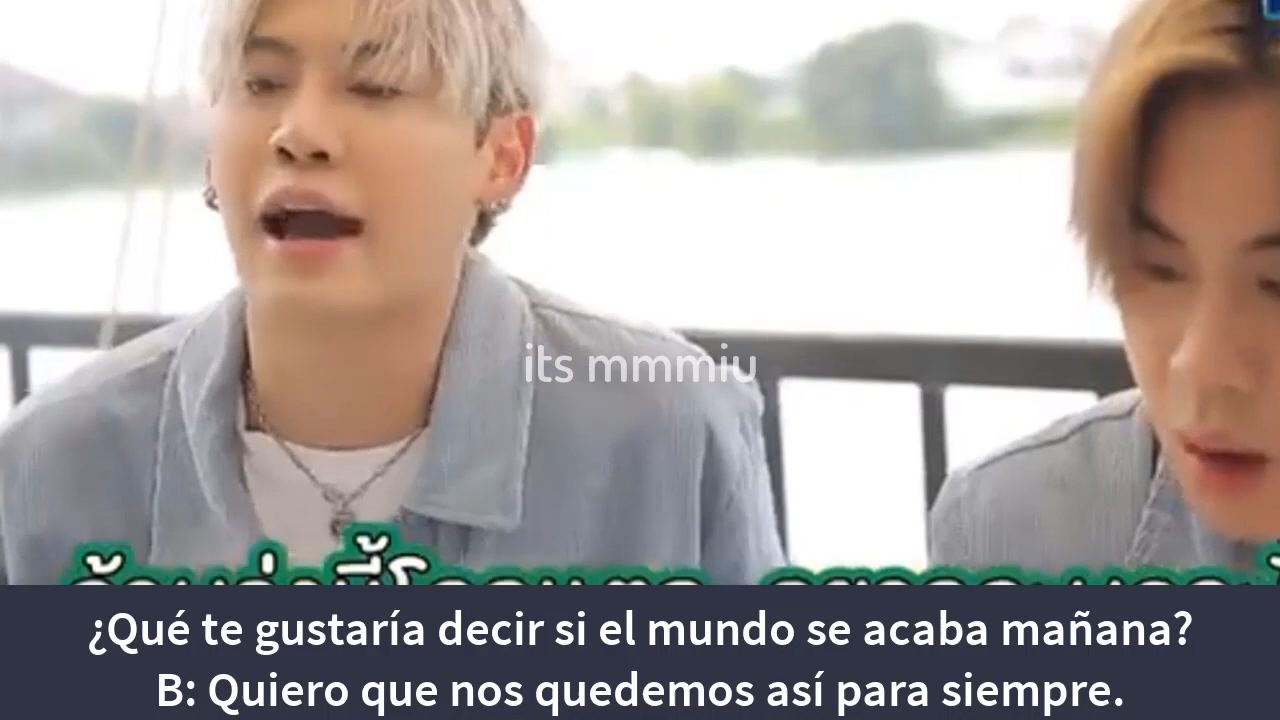 its mmmiu
¿Qué te gustaría decir si el mundo se acaba mañana?
B: Quiero que nos quedemos así para siempre.